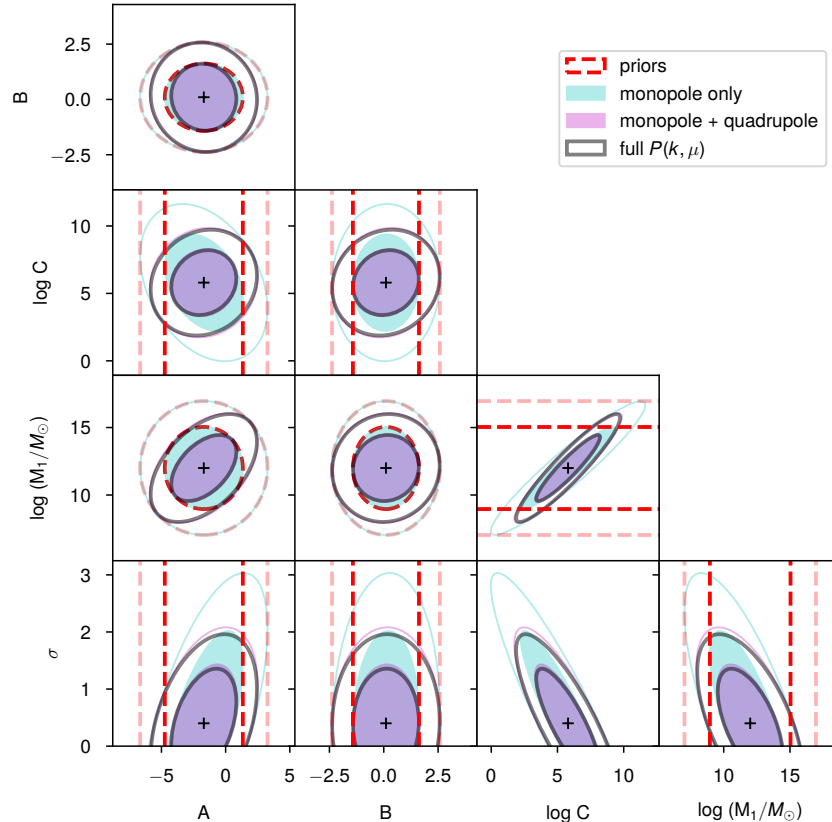 2.5
0.0
−2.5
B
priors
monopole only
monopole + quadrupole
full P(k, μ)
10
5
0
log C
15
10
log (M₁/M⊙)
3
2
1
0
σ
−5 0 5
−2.5 0.0 2.5
0 5 10
10 15
A
B
log C
log (M₁/M⊙)